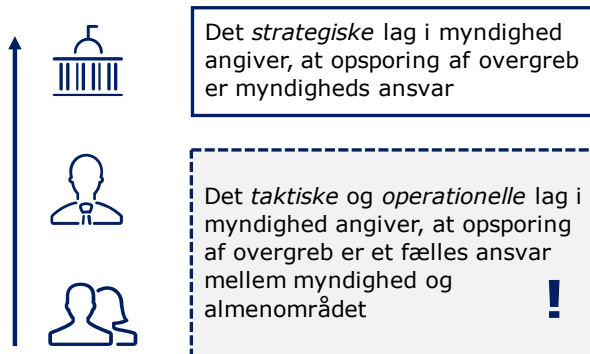 Det strategiske lag i myndighed
angiver, at opsporing af overgreb
er myndigheds ansvar
Det taktiske og operationelle lag i
myndighed angiver, at opsporing
af overgreb er et fælles ansvar
mellem myndighed og
almenområdet
!